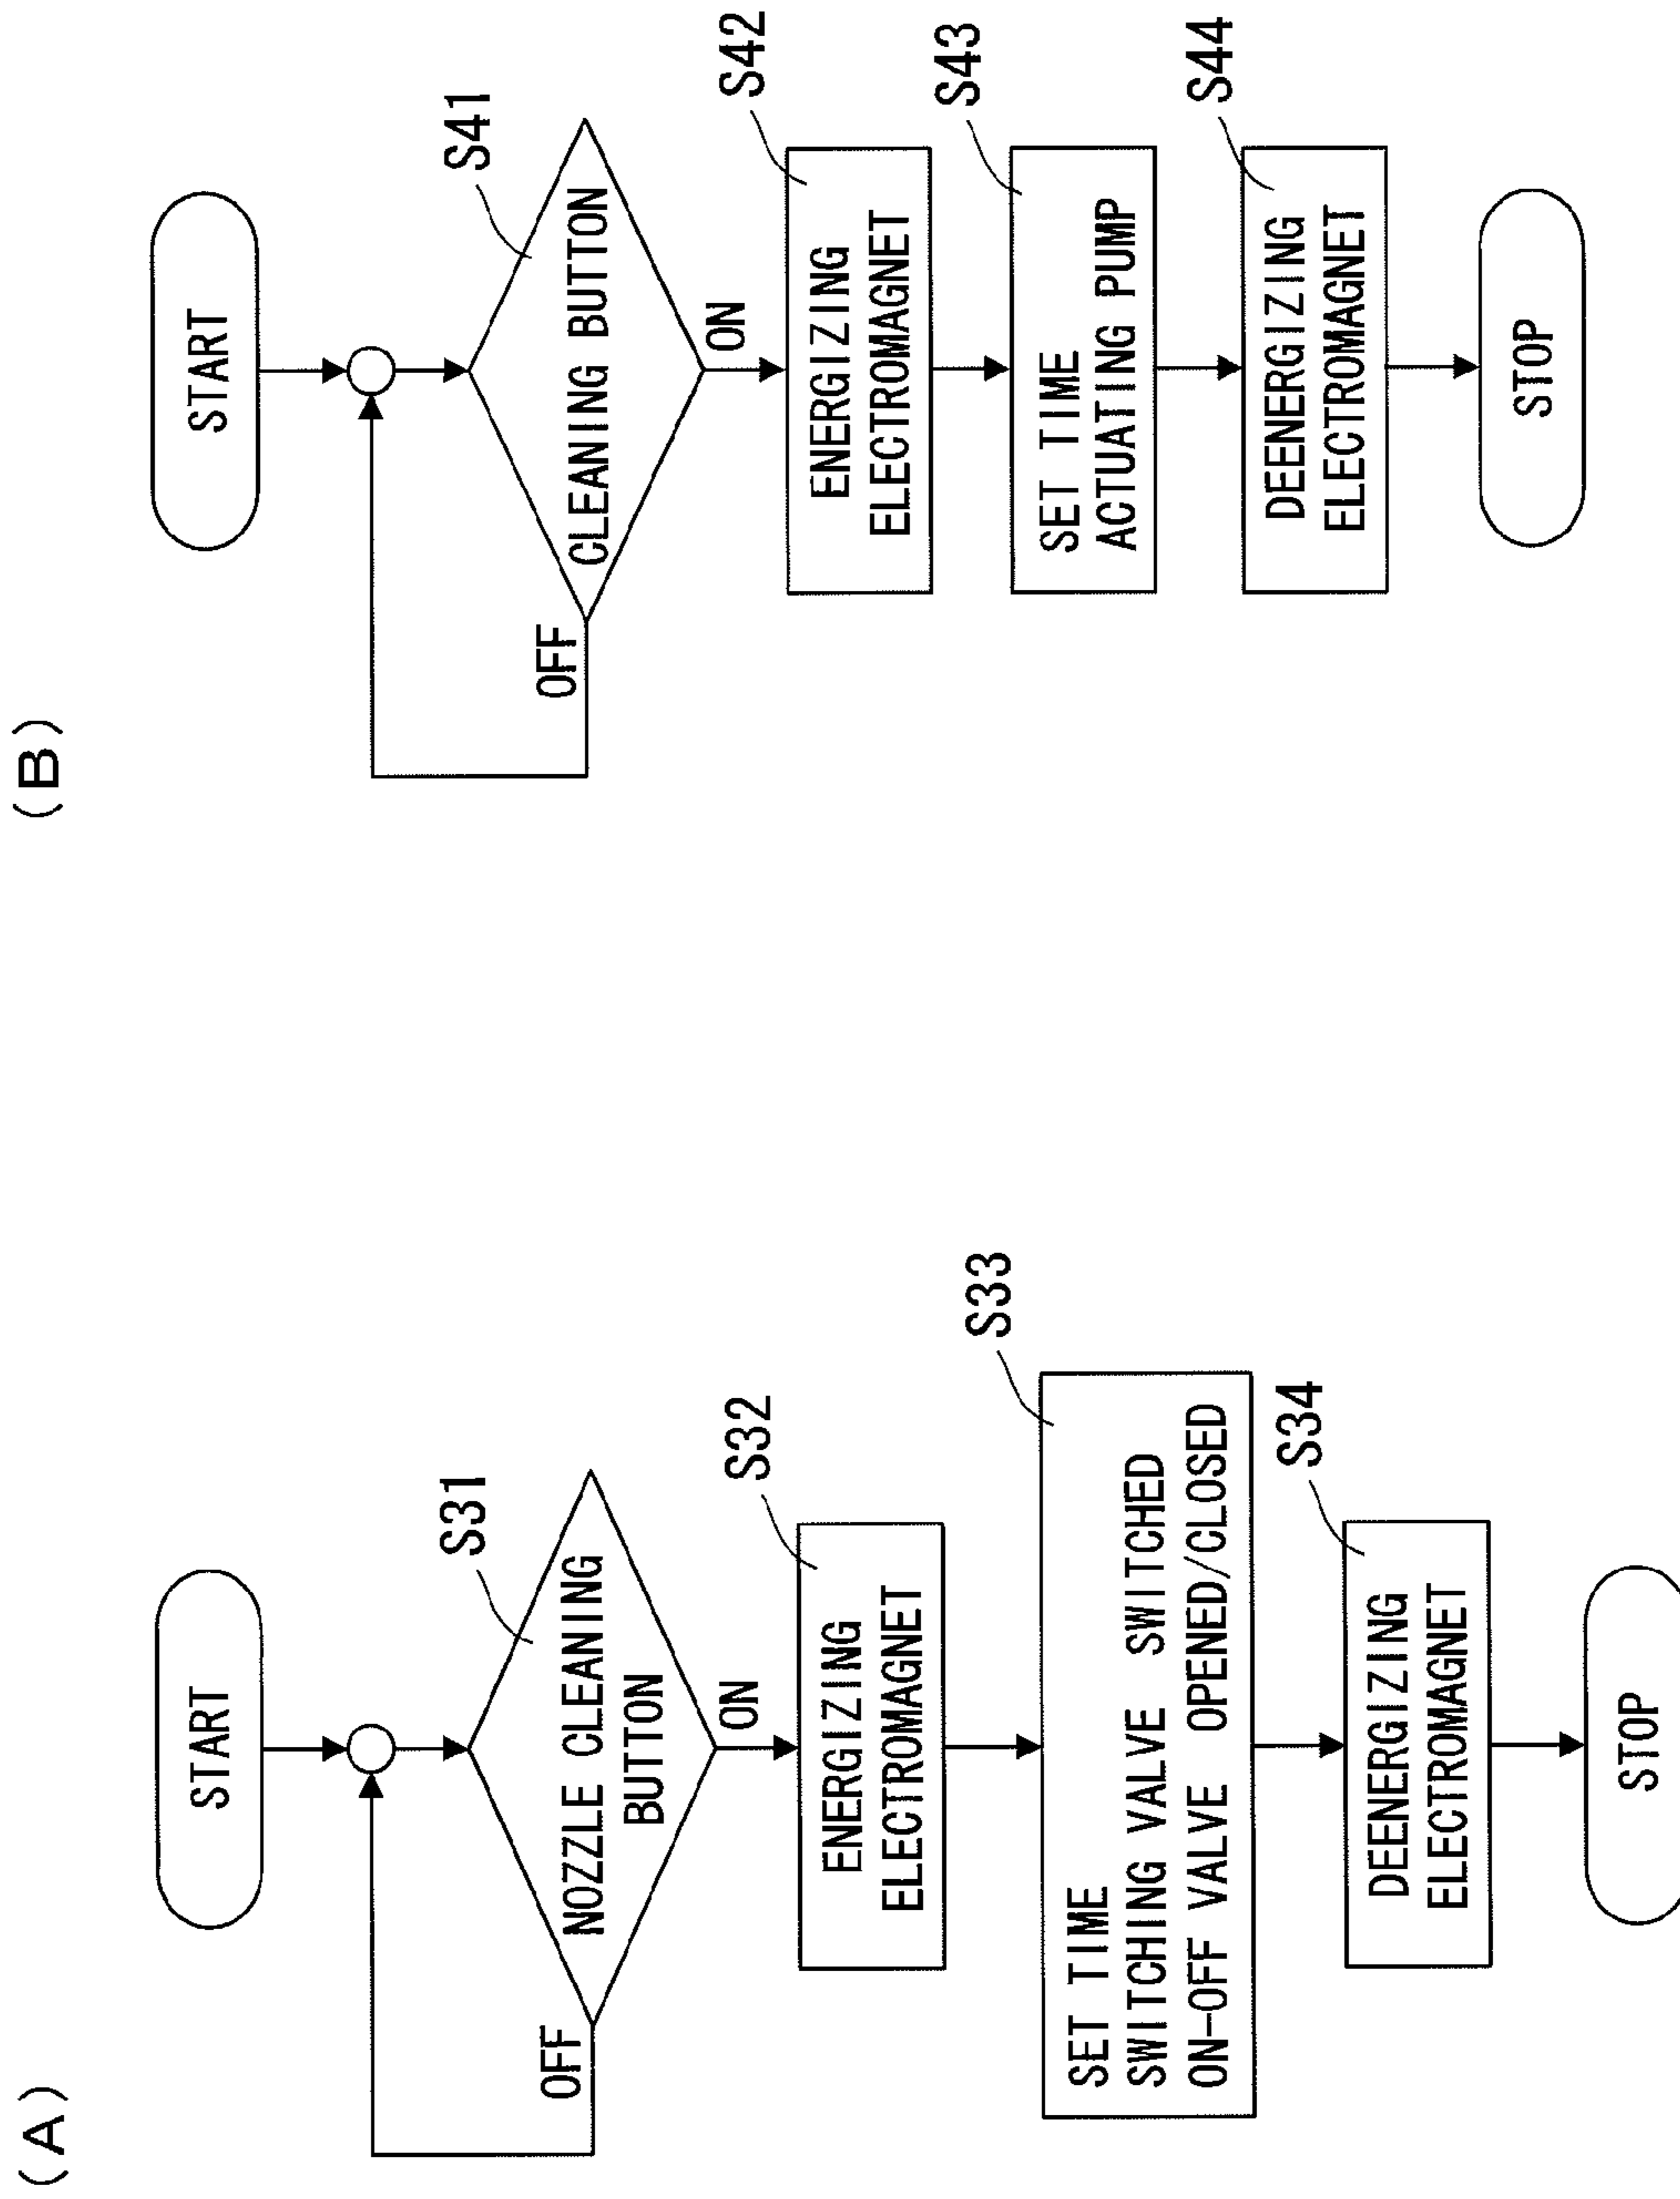 (A)
START
S31
NOZZLE CLEANING
BUTTON
OFF
ON
S32
ENERGIZING
ELECTROMAGNET
S33
SET TIME
SWITCHING VALVE SWITCHED
ON-OFF VALVE OPENED/CLOSED
S34
DEENERGIZING
ELECTROMAGNET
STOP
(B)
START
S41
CLEANING BUTTON
OFF
ON
S42
ENERGIZING
ELECTROMAGNET
S43
SET TIME
ACTUATING PUMP
S44
DEENERGIZING
ELECTROMAGNET
STOP